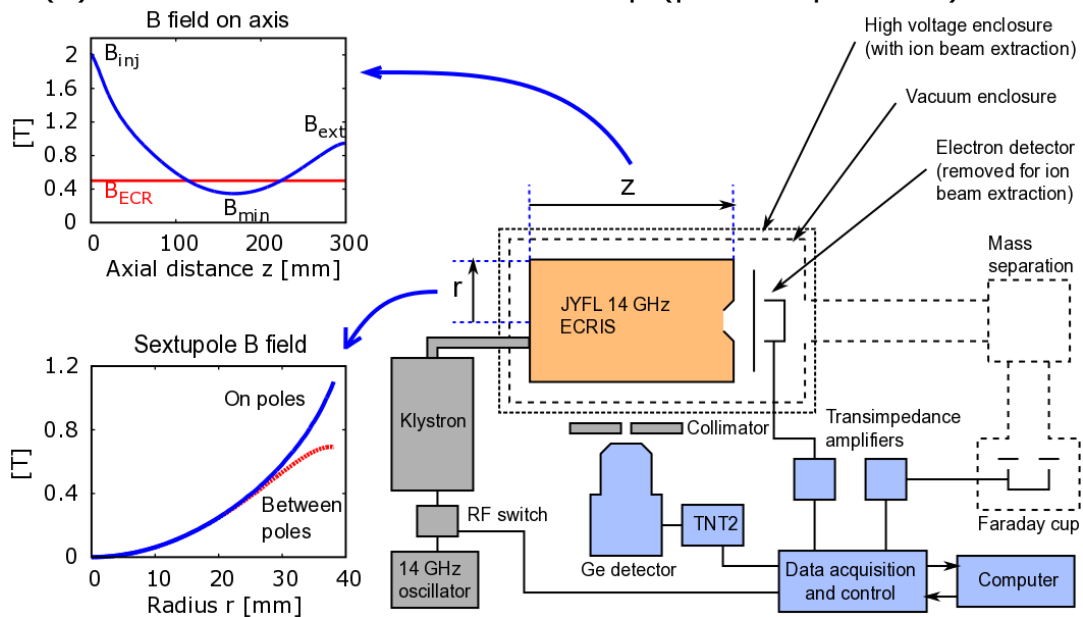 B field on axis
[T]
2
1.6
1.2
0.8
0.4
0
B_inj
B_ext
B_ECR
B_min
0
100
200
300
Axial distance z [mm]
Sextupole B field
[T]
1.2
0.8
0.4
0
On poles
Between
poles
0
10
20
30
40
Radius r [mm]
High voltage enclosure
(with ion beam extraction)
Vacuum enclosure
Electron detector
(removed for ion
beam extraction)
Mass
separation
z
r
JYFL 14 GHz
ECRIS
Klystron
RF switch
14 GHz
oscillator
Collimator
Ge detector
TNT2
Transimpedance
amplifiers
Faraday cup
Data acquisition
and control
Computer